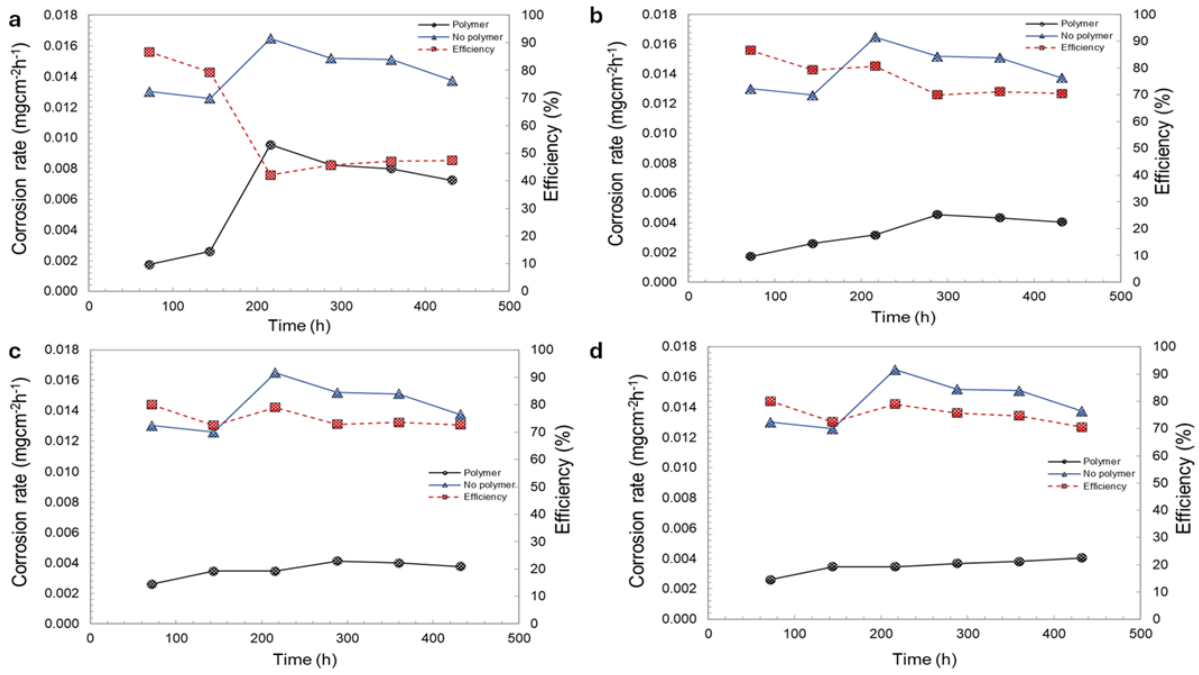 a
Corrosion rate (mgcm⁻²h⁻¹)
0.018
0.016
0.014
0.012
0.010
0.008
0.006
0.004
0.002
0.000
Polymer
No polymer
Efficiency
100
90
80
70
60
50
40
30
20
10
0
Efficiency (%)
0 100 200 300 400 500
Time (h)
b
Corrosion rate (mgcm⁻²h⁻¹)
0.018
0.016
0.014
0.012
0.010
0.008
0.006
0.004
0.002
0.000
Polymer
No polymer
Efficiency
100
90
80
70
60
50
40
30
20
10
0
Efficiency (%)
0 100 200 300 400 500
Time (h)
c
Corrosion rate (mgcm⁻²h⁻¹)
0.018
0.016
0.014
0.012
0.010
0.008
0.006
0.004
0.002
0.000
Polymer
No polymer.
Efficiency
100
90
80
70
60
50
40
30
20
10
0
Efficiency (%)
0 100 200 300 400 500
Time (h)
d
Corrosion rate (mgcm⁻²h⁻¹)
0.018
0.016
0.014
0.012
0.010
0.008
0.006
0.004
0.002
0.000
Polymer
No polymer
Efficiency
100
90
80
70
60
50
40
30
20
10
0
Efficiency (%)
0 100 200 300 400 500
Time (h)